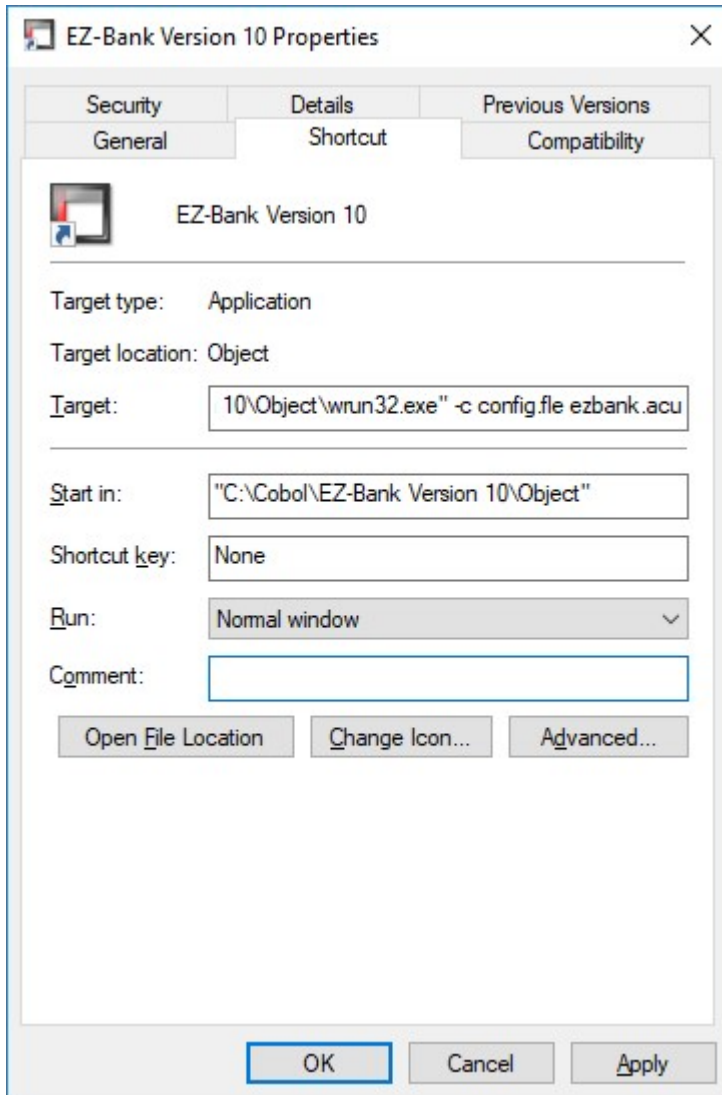 EZ-Bank Version 10 Properties
Security Details Previous Versions
General Shortcut Compatibility
EZ-Bank Version 10
Target type: Application
Target location: Object
Target: 10\Object\wrun32.exe" -c config.fle ezbank.acu
Start in: "C:\Cobol\EZ-Bank Version 10\Object"
Shortcut key: None
Run: Normal window
Comment:
Open File Location Change Icon... Advanced...
OK Cancel Apply